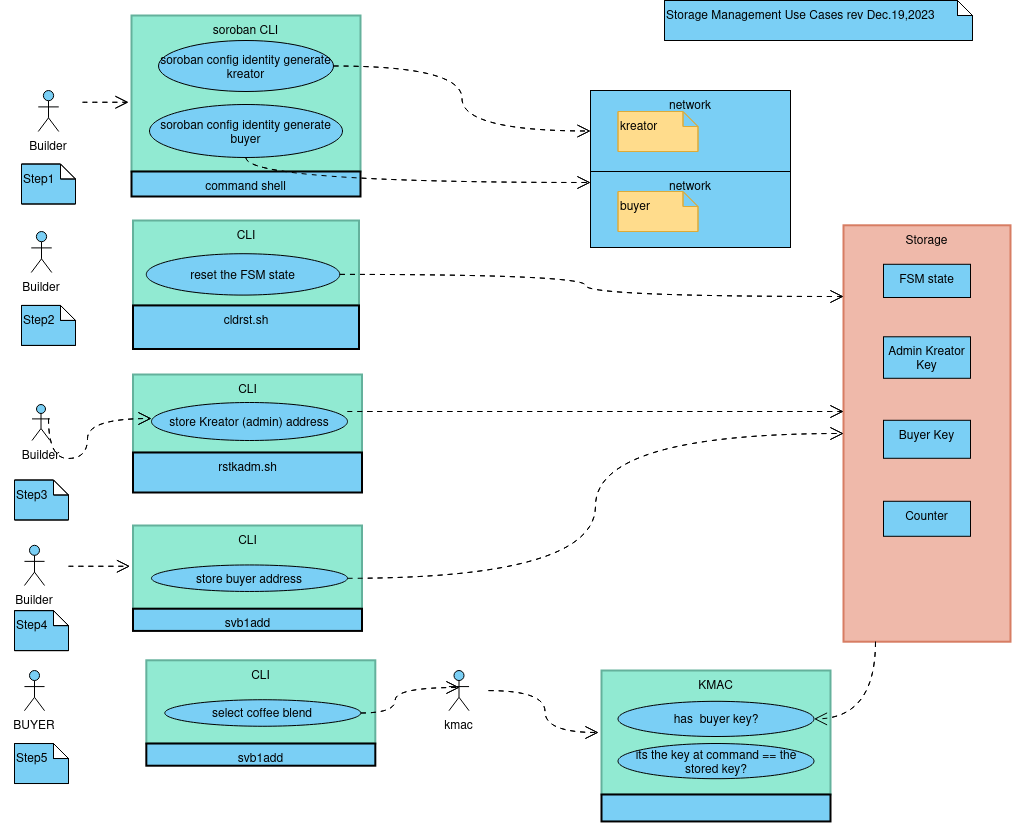 Storage Management Use Cases rev Dec.19,2023
soroban CLI
soroban config identity generate
kreator
soroban config identity generate
buyer
command shell
Builder
Step1
network
kreator
network
buyer
CLI
reset the FSM state
cldrst.sh
Builder
Step2
Storage
FSM state
Admin Kreator
Key
Buyer Key
Counter
CLI
store Kreator (admin) address
rstkadm.sh
Builder
Step3
CLI
store buyer address
svb1add
Builder
Step4
CLI
select coffee blend
svb1add
BUYER
Step5
kmac
KMAC
has  buyer key?
its the key at command == the
stored key?